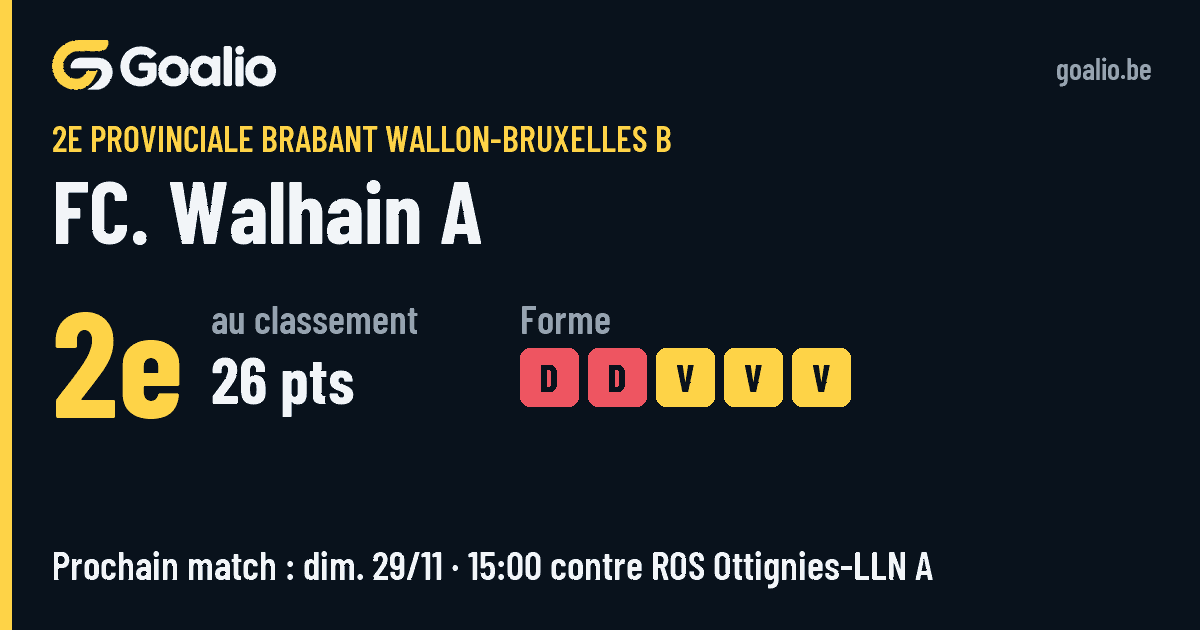 Goalio
goalio.be
2E PROVINCIALE BRABANT WALLON-BRUXELLES B
FC. Walhain A
2e
au classement
26 pts
Forme
D D V V V
Prochain match : dim. 29/11 · 15:00 contre ROS Ottignies-LLN A